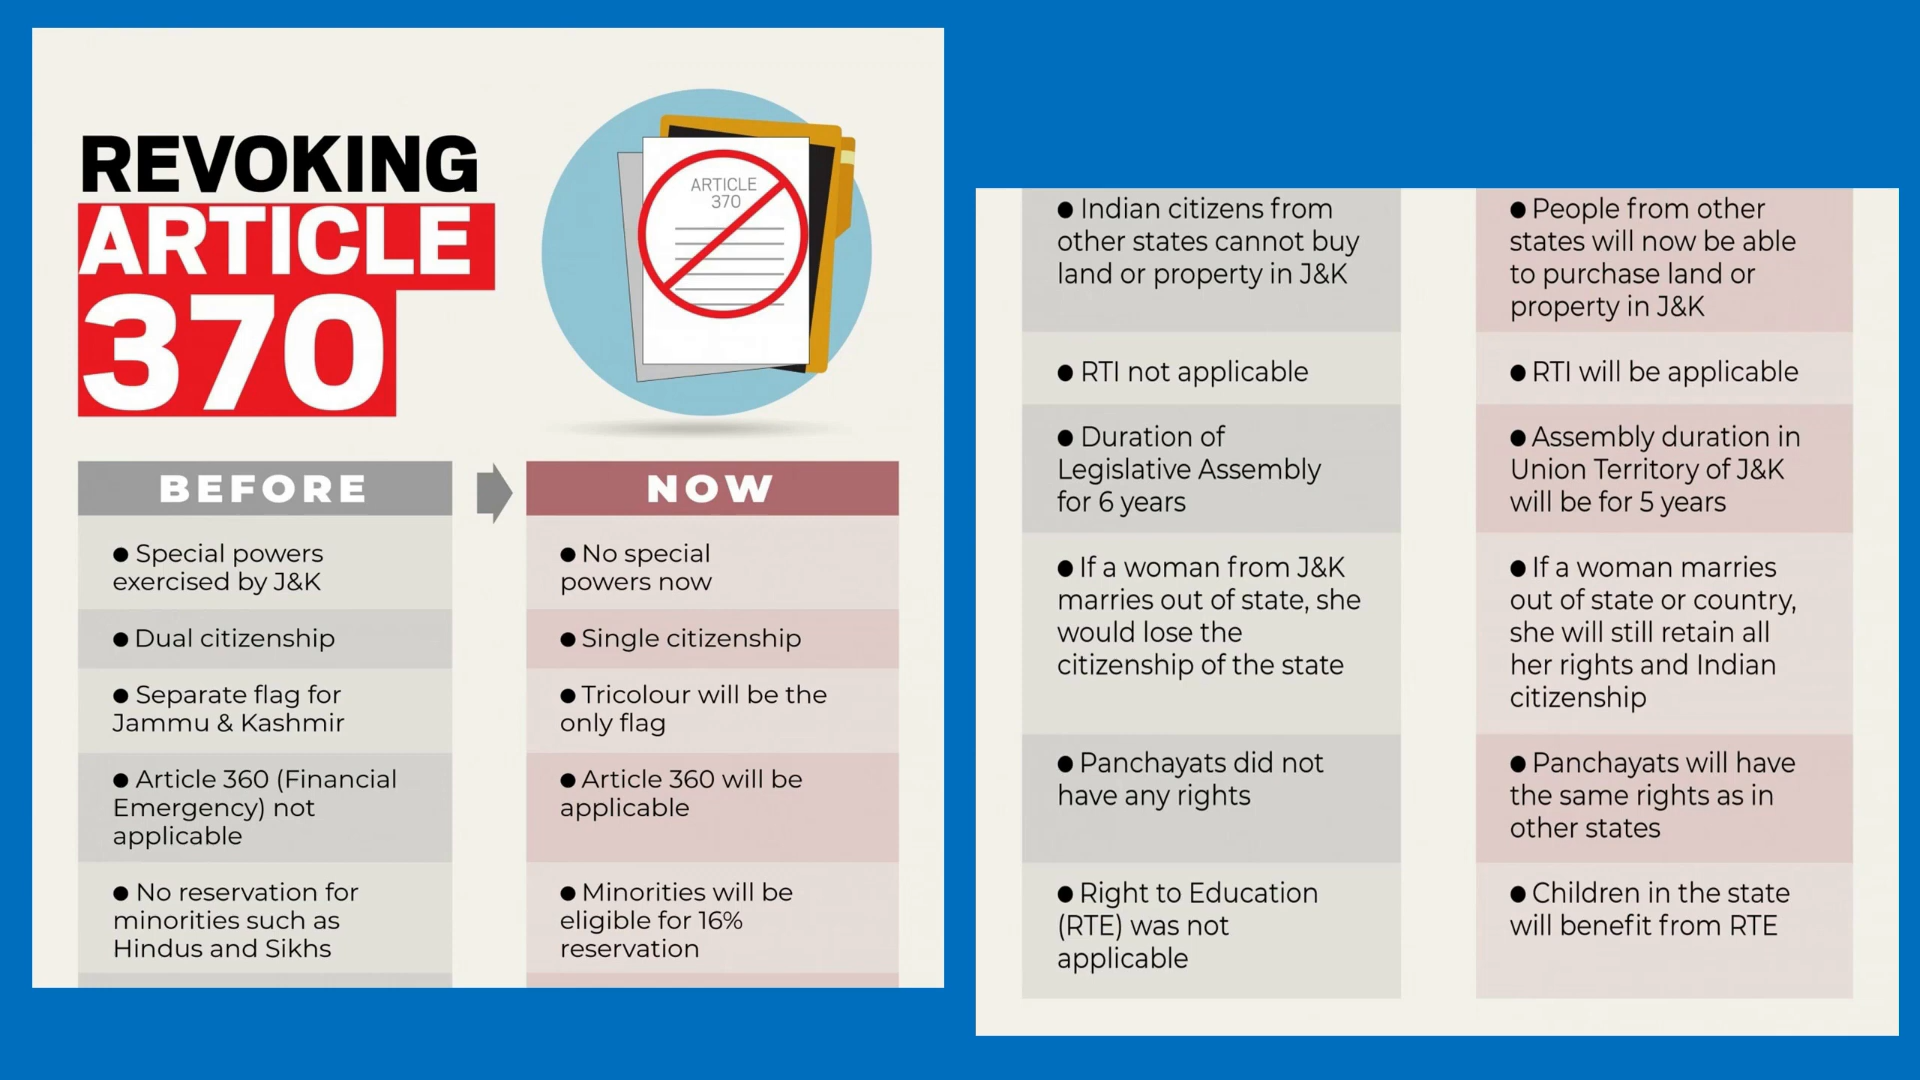 REVOKING
ARTICLE
370
ARTICLE
370
BEFORE
NOW
● Special powers
exercised by J&K
● No special
powers now
● Dual citizenship
● Single citizenship
● Separate flag for
Jammu & Kashmir
● Tricolour will be the
only flag
● Article 360 (Financial
Emergency) not
applicable
● Article 360 will be
applicable
● No reservation for
minorities such as
Hindus and Sikhs
● Minorities will be
eligible for 16%
reservation
● Indian citizens from
other states cannot buy
land or property in J&K
● People from other
states will now be able
to purchase land or
property in J&K
● RTI not applicable
● RTI will be applicable
● Duration of
Legislative Assembly
for 6 years
● Assembly duration in
Union Territory of J&K
will be for 5 years
● If a woman from J&K
marries out of state, she
would lose the
citizenship of the state
● If a woman marries
out of state or country,
she will still retain all
her rights and Indian
citizenship
● Panchayats did not
have any rights
● Panchayats will have
the same rights as in
other states
● Right to Education
(RTE) was not
applicable
● Children in the state
will benefit from RTE